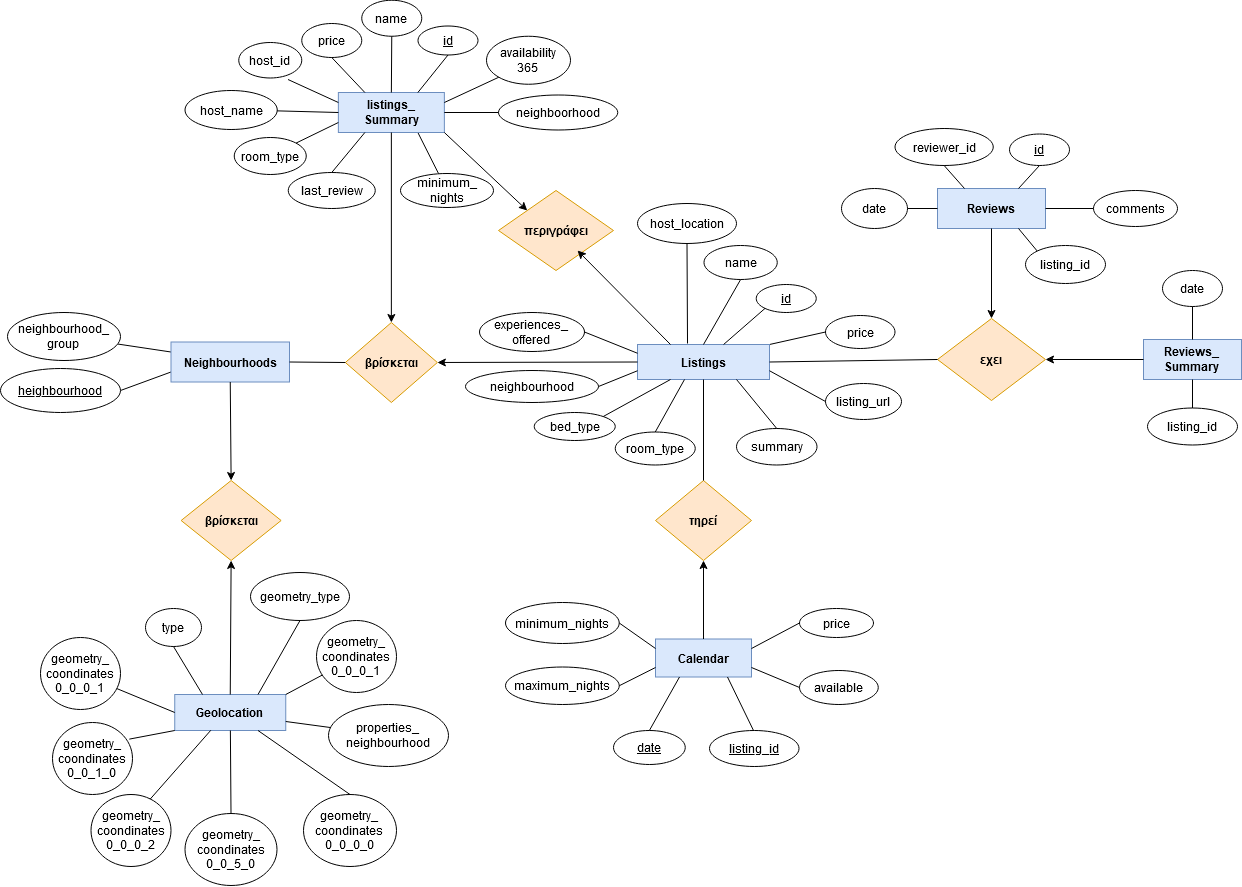 name
price
id
host_id
availability
365
listings_
Summary
host_name
neighboorhood
room_type
last_review
minimum_
nights
περιγράφει
reviewer_id
id
date
Reviews
comments
listing_id
host_location
name
id
experiences_
offered
price
Listings
neighbourhood
listing_url
bed_type
room_type
summary
date
Reviews_
Summary
listing_id
εχει
neighbourhood_
group
Neighbourhoods
neighbourhood
βρίσκεται
βρίσκεται
τηρεί
minimum_nights
price
Calendar
maximum_nights
available
date
listing_id
geometry_type
type
geometry_
coondinates
0_0_0_1
geometry_
coordinates
0_0_0_1
Geolocation
properties_
neighbourhood
geometry_
coondinates
0_0_1_0
geometry_
coordinates
0_0_0_2
geometry_
coondinates
0_0_5_0
geometry_
coordinates
0_0_0_0